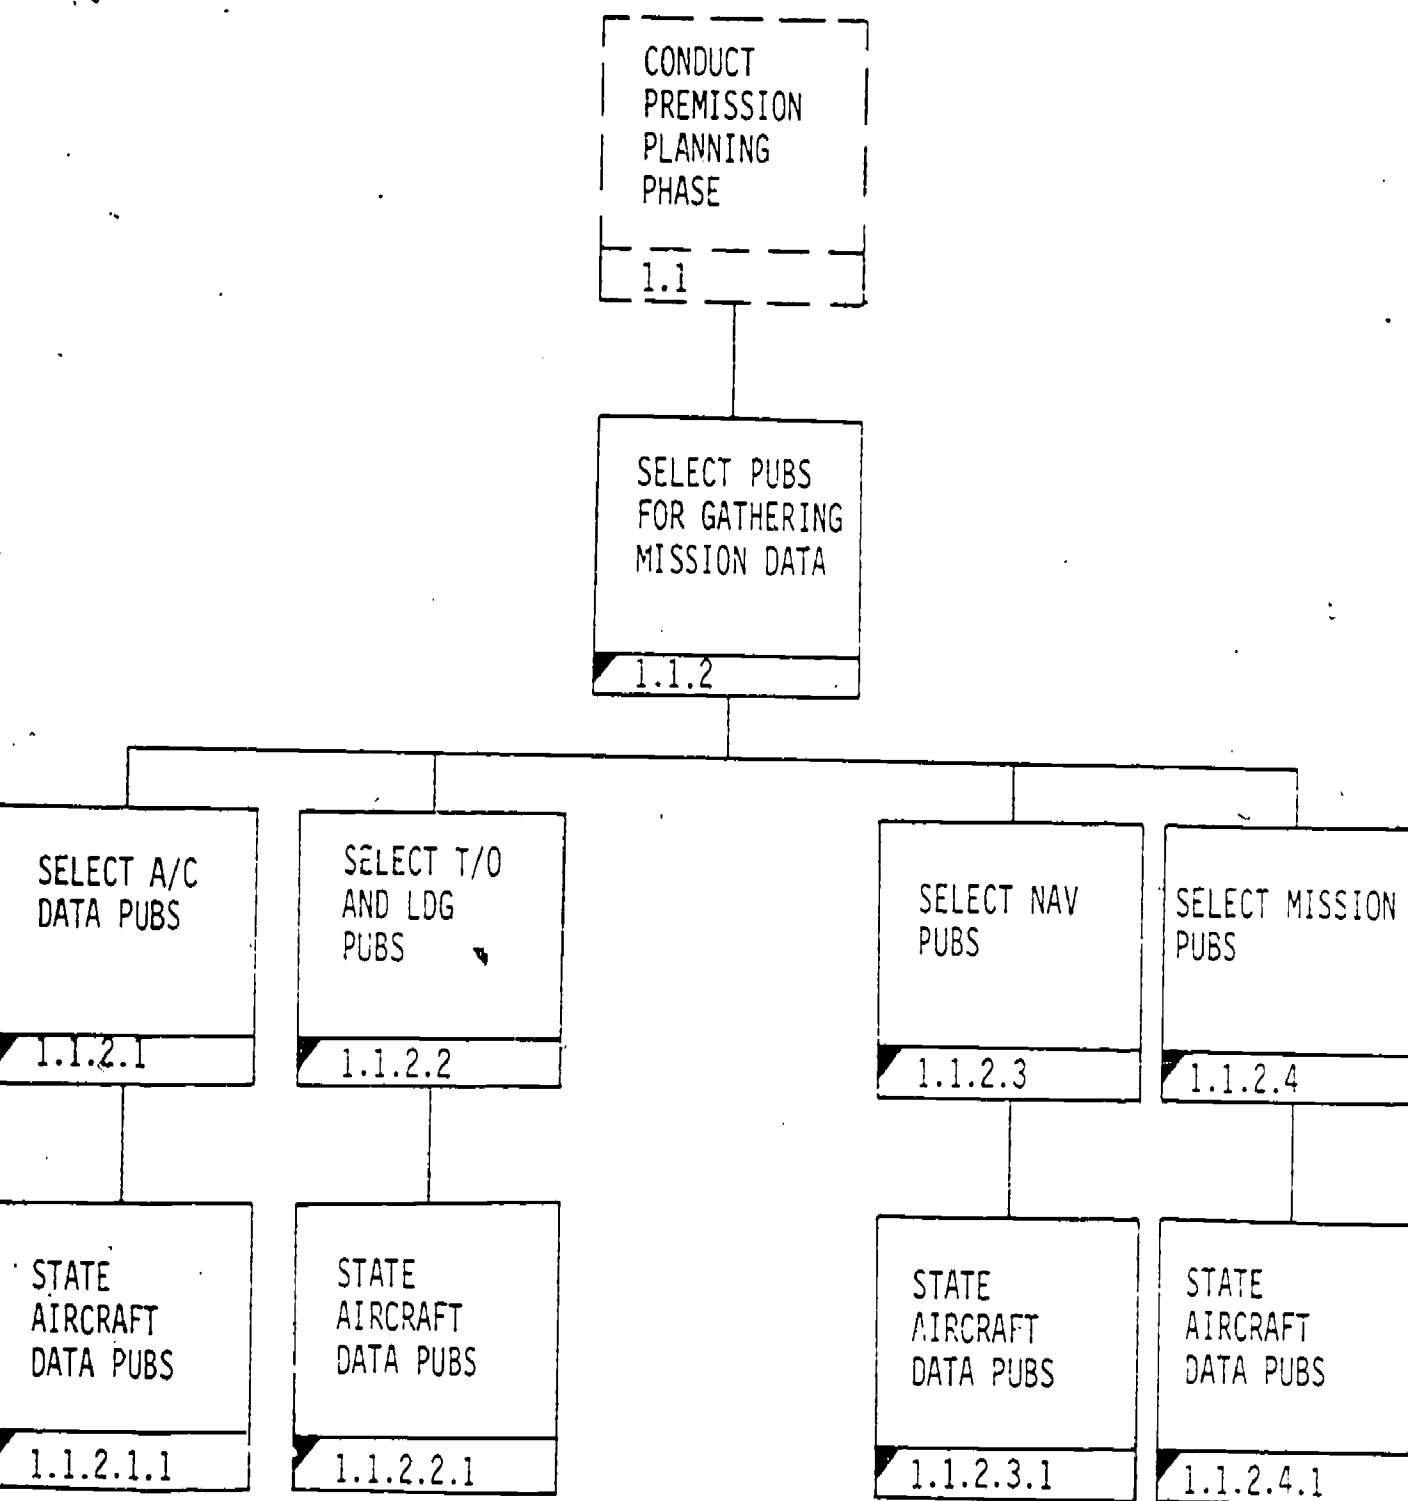 CONDUCT
PREMISSION
PLANNING
PHASE
1.1
SELECT PUBS
FOR GATHERING
MISSION DATA
1.1.2
SELECT A/C
DATA PUBS
1.1.2.1
SELECT T/O
AND LDG
PUBS
1.1.2.2
SELECT NAV
PUBS
1.1.2.3
SELECT MISSION
PUBS
1.1.2.4
STATE
AIRCRAFT
DATA PUBS
1.1.2.1.1
STATE
AIRCRAFT
DATA PUBS
1.1.2.2.1
STATE
AIRCRAFT
DATA PUBS
1.1.2.3.1
STATE
AIRCRAFT
DATA PUBS
1.1.2.4.1